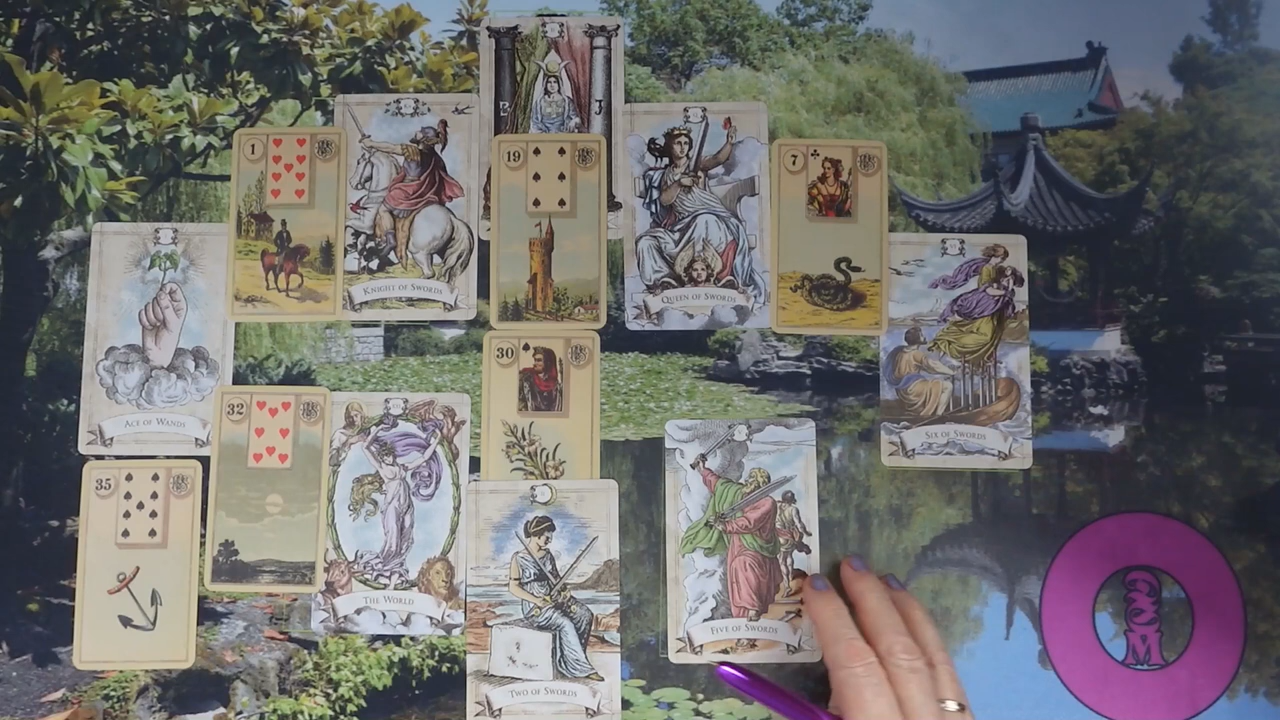 J
1
KNIGHT OF SWORDS
19
QUEEN OF SWORDS
7
ACE OF WANDS
SIX OF SWORDS
30
32
35
THE WORLD
FIVE OF SWORDS
TWO OF SWORDS